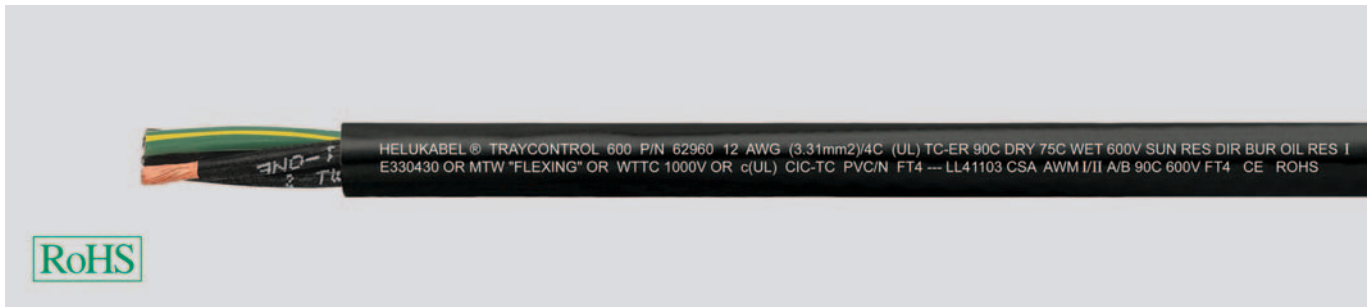 HELUKABEL® TRAYCONTROL 600 P/N 62960 12 AWG (3.31mm2)/4C (UL) TC-ER 90C DRY 75C WET 600V SUN RES DIR BUR OIL RES I
E330430 OR MTW "FLEXING" OR WTTC 1000V OR c(UL) CIC-TC PVC/N FT4 --- LL41103 CSA AWM I/II A/B 90C 600V FT4 CE ROHS
1-ONE
RoHS